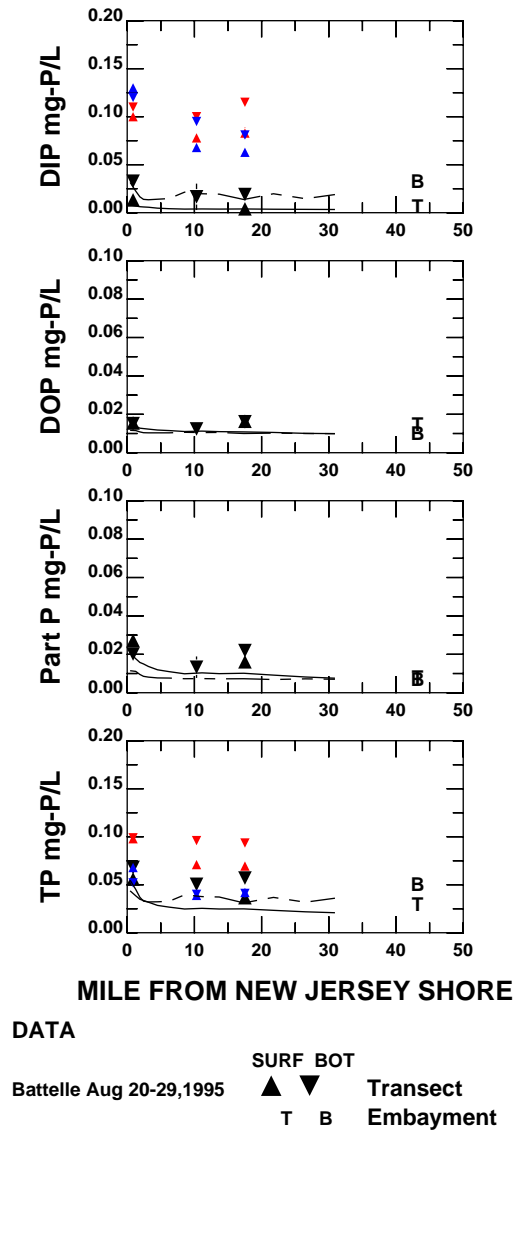 0.20
0.15
0.10
0.05
0.00
DIP mg-P/L
B
T
0 10 20 30 40 50
0.10
0.08
0.06
0.04
0.02
0.00
DOP mg-P/L
T
B
0 10 20 30 40 50
0.10
0.08
0.06
0.04
0.02
0.00
Part P mg-P/L
T
B
0 10 20 30 40 50
0.20
0.15
0.10
0.05
0.00
TP mg-P/L
B
T
0 10 20 30 40 50
MILE FROM NEW JERSEY SHORE
DATA
SURF BOT
Battelle Aug 20-29,1995 Transect
T B Embayment